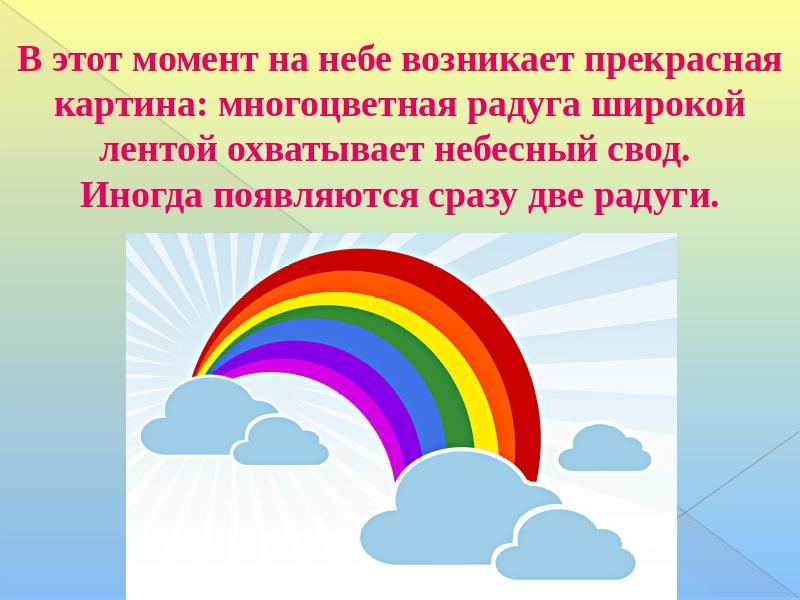 В этот момент на небе возникает прекрасная
картина: многоцветная радуга широкой
лентой охватывает небесный свод.
Иногда появляются сразу две радуги.